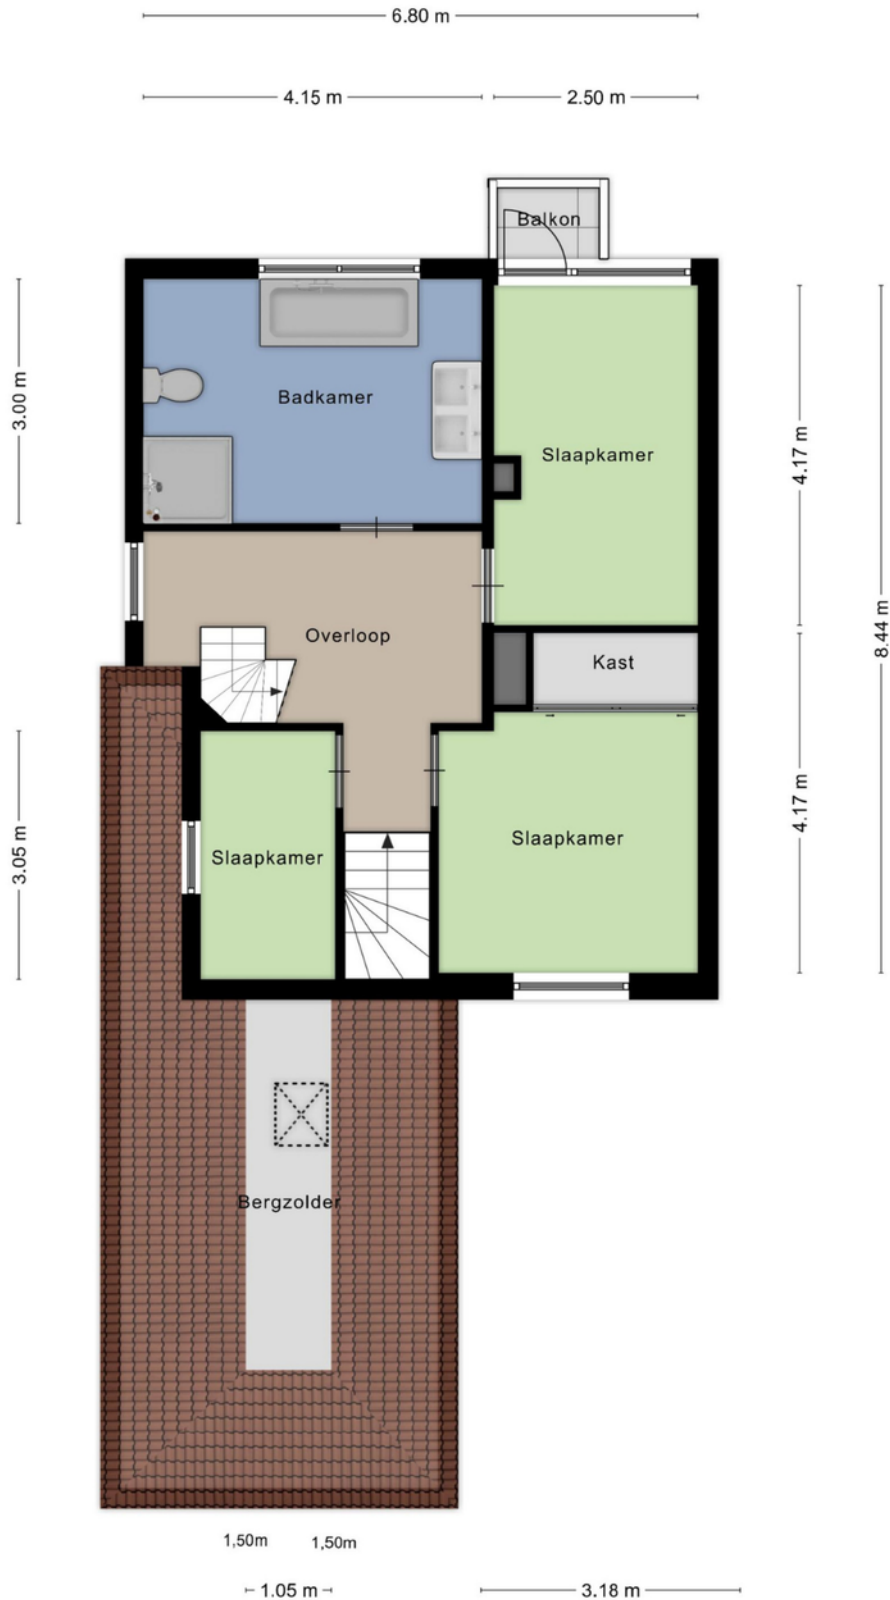 6.80 m
4.15 m
2.50 m
Balkon
3.00 m
Badkamer
Slaapkamer
4.17 m
8.44 m
Overloop
Kast
3.05 m
Slaapkamer
Slaapkamer
4.17 m
Bergzolder
1,50m
1,50m
1.05 m
3.18 m